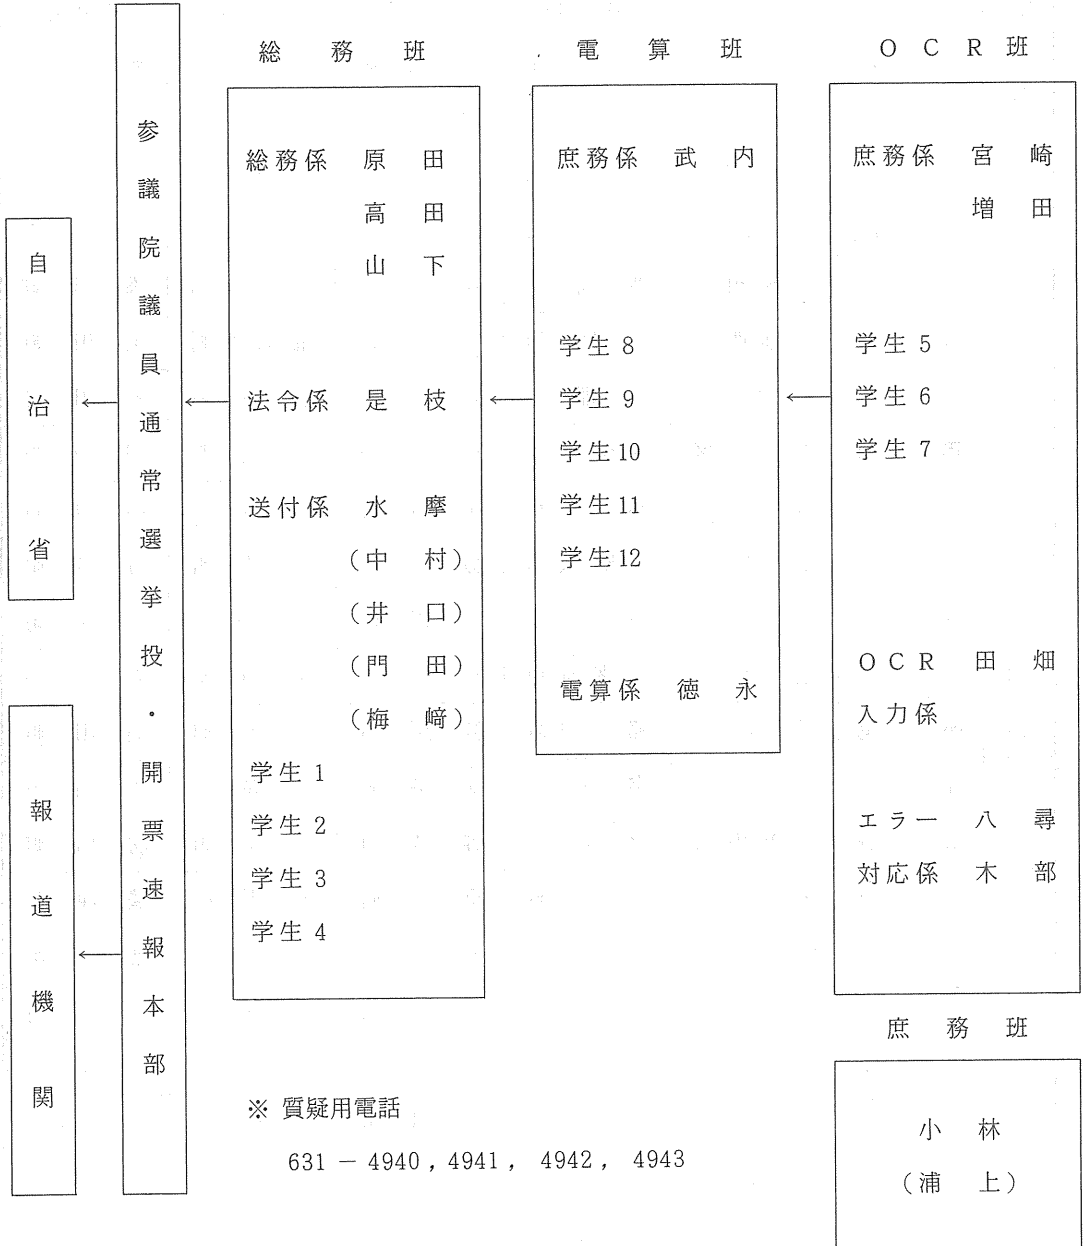 自治省
報道機関
参議院議員通常選挙投・開票速報本部
総務班
総務係 原田
高田
山下
法令係 是枝
送付係 水摩
(中村)
(井口)
(門田)
(梅﨑)
学生1
学生2
学生3
学生4
電算班
庶務係 武内
学生8
学生9
学生10
学生11
学生12
電算係 徳永
OCR班
庶務係 宮崎
増田
学生5
学生6
学生7
OCR 田畑
入力係
エラー 八尋
対応係 木部
庶務班
小林
(浦上)
※ 質疑用電話
631-4940, 4941, 4942, 4943